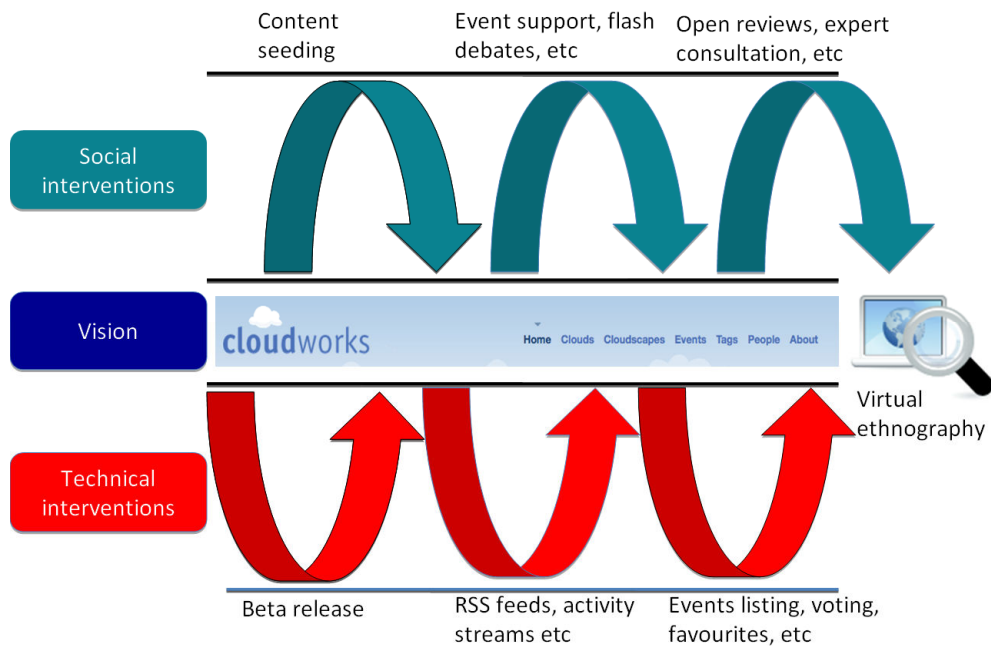 Content
seeding
Event support, flash
debates, etc
Open reviews, expert
consultation, etc
Social
interventions
Vision
cloudworks
Home Clouds Cloudscapes Events Tags People About
Virtual
ethnography
Technical
interventions
Beta release
RSS feeds, activity
streams etc
Events listing, voting,
favourites, etc